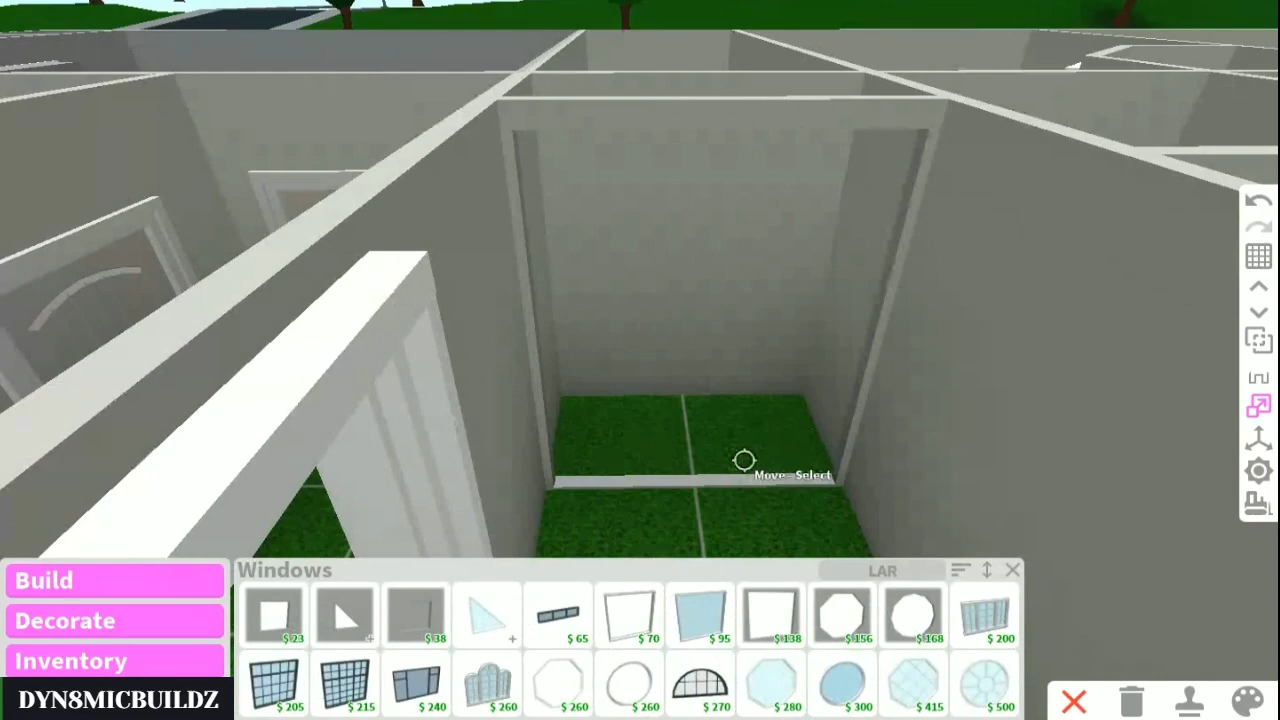 Move - Select
Build
Decorate
Inventory
DYN8MICBUILDZ
Windows
LAR
$23
$38
$65
$70
$95
$138
$156
$168
$200
$205
$215
$240
$260
$260
$260
$270
$280
$300
$415
$500